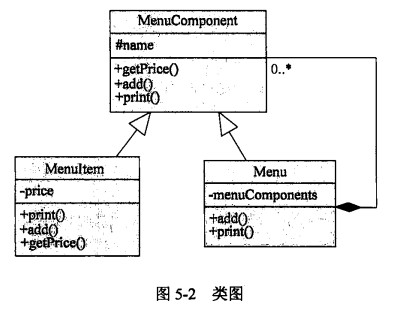 MenuComponent
#name
+getPrice()
+add()
+print()
0..*
MenuItem
-price
+print()
+add()
+getPrice()
Menu
-menuComponents
+add()
+print()
图 5-2 类图